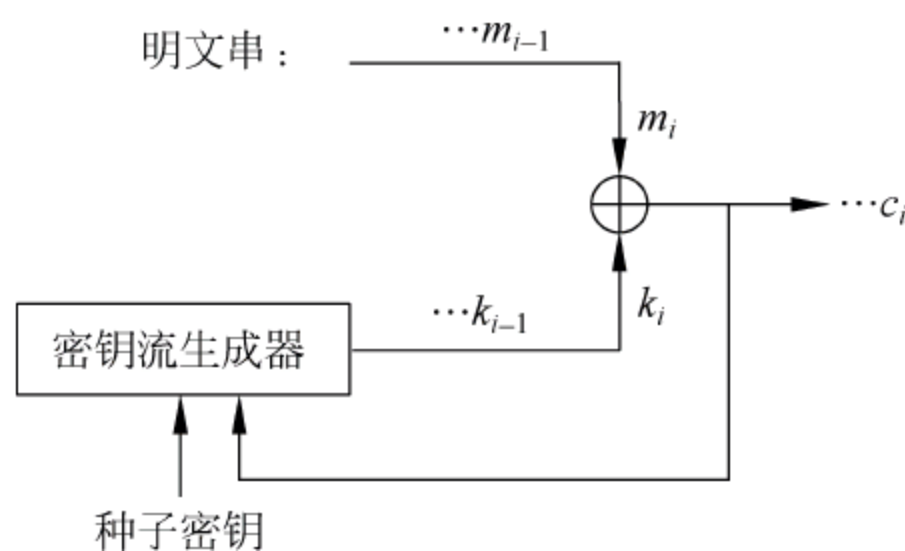 明文串：
…m_{i-1}
m_i
…c_i
…k_{i-1}
k_i
密钥流生成器
种子密钥